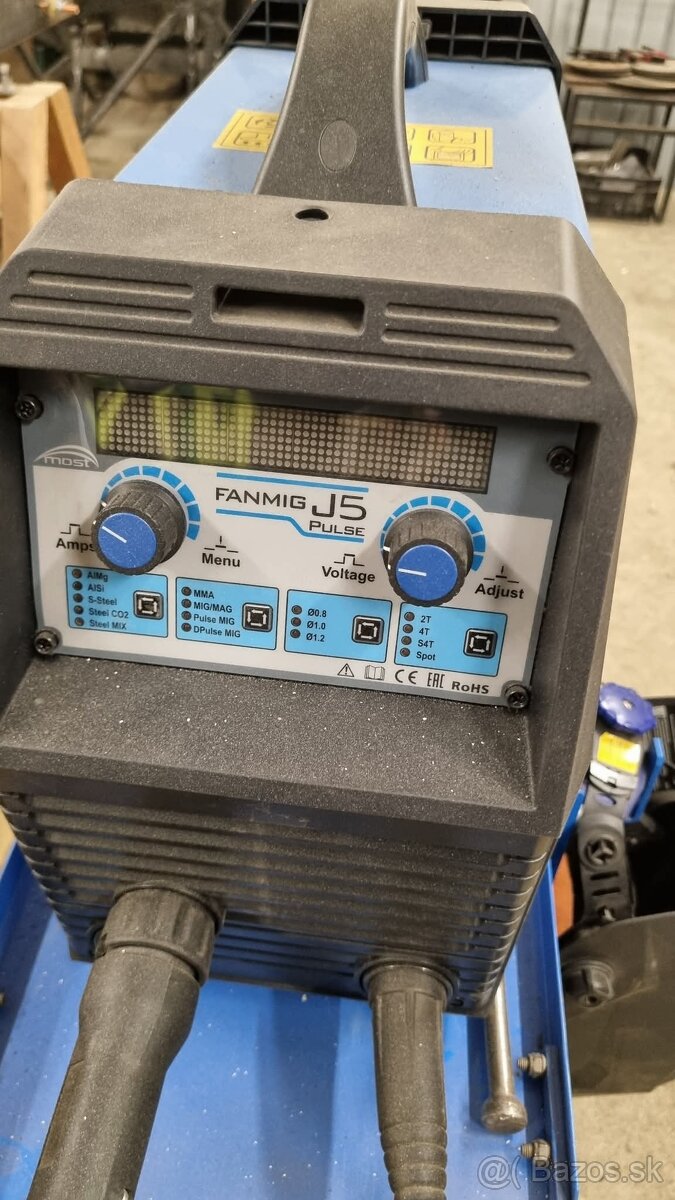 most
FANMIG J5
PULSE
Amps
Menu
Voltage
Adjust
AlMg
AlSi
S-Steel
Steel CO2
Steel MIX
MMA
MIG/MAG
Pulse MIG
DPulse MIG
Ø0.8
Ø1.0
Ø1.2
2T
4T
S4T
Spot
CE EAC RoHS
@( Bazos.sk